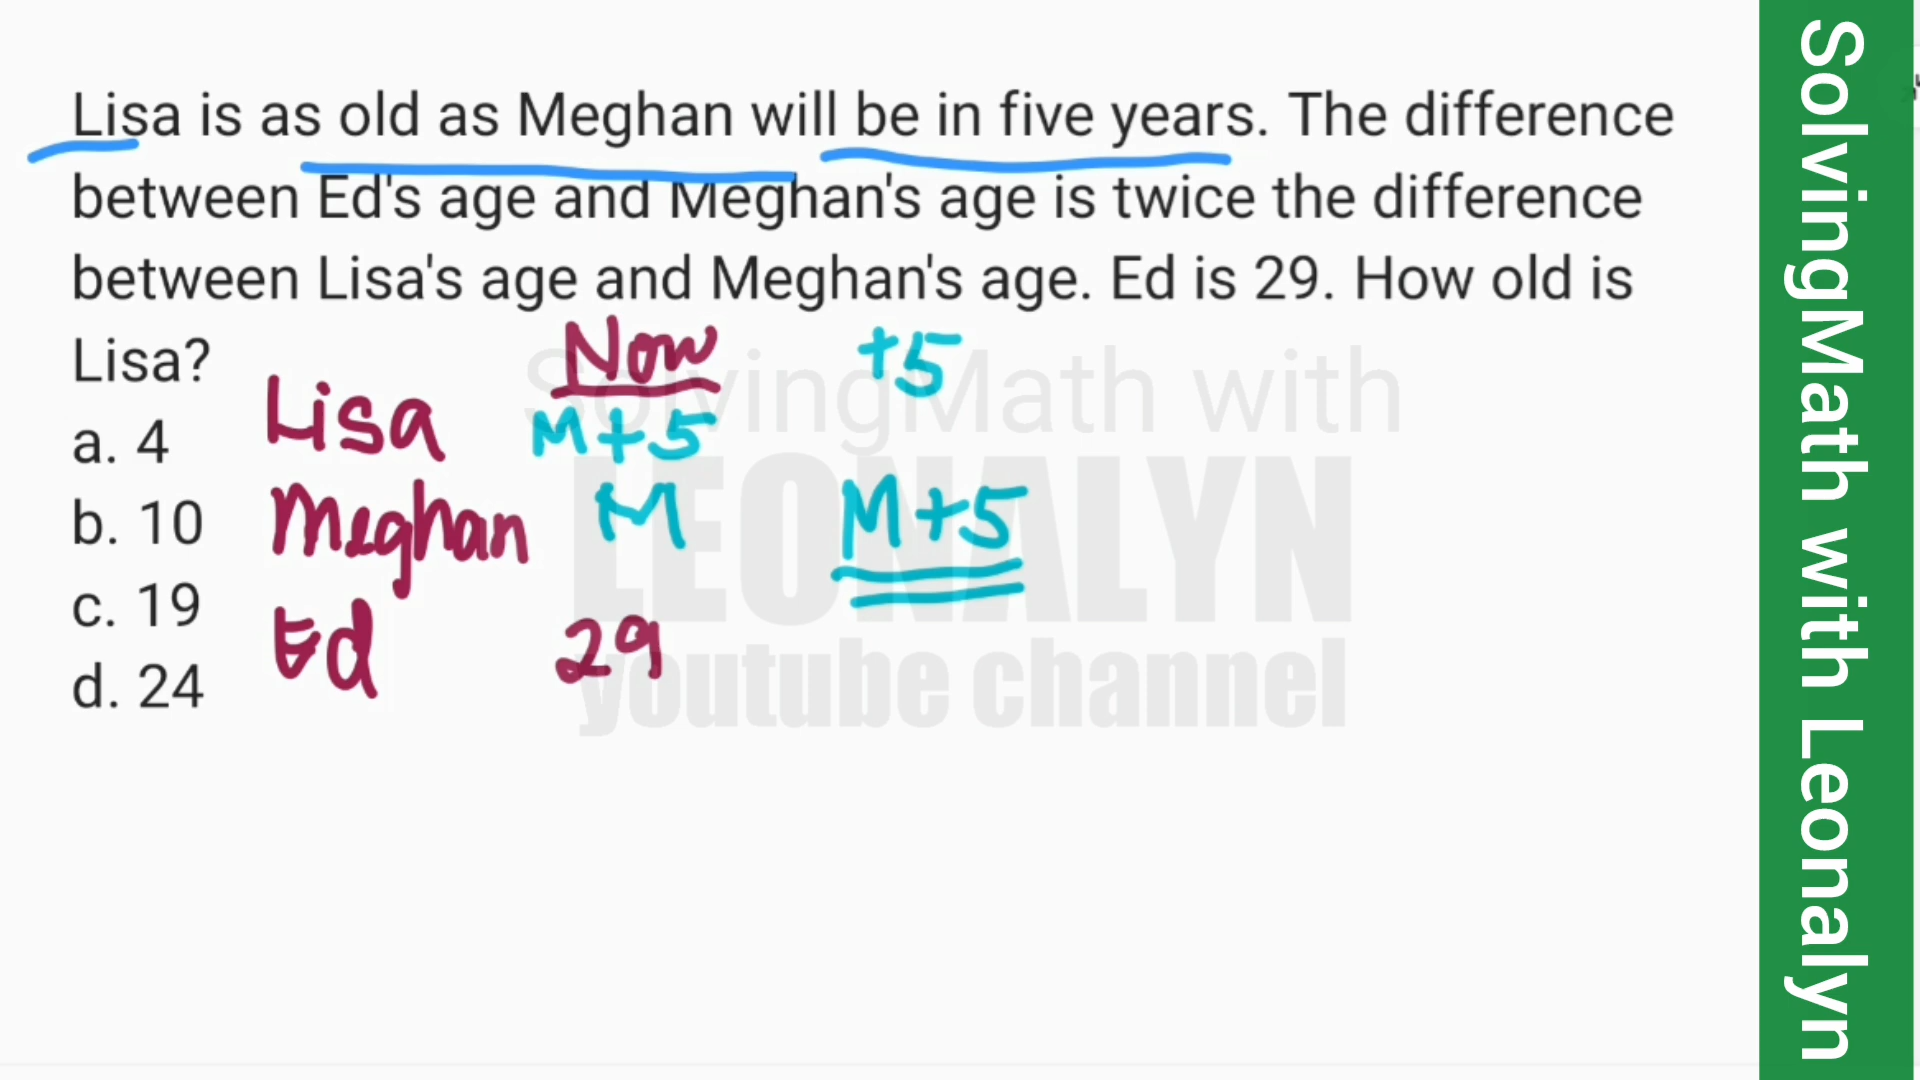 Lisa is as old as Meghan will be in five years. The difference
between Ed's age and Meghan's age is twice the difference
between Lisa's age and Meghan's age. Ed is 29. How old is
Lisa?
a. 4
b. 10
c. 19
d. 24
Now +5
Lisa M+5
Meghan M M+5
Ed 29
SolvingMath with
LEONALYN
youtube channel
SolvingMath with Leonalyn